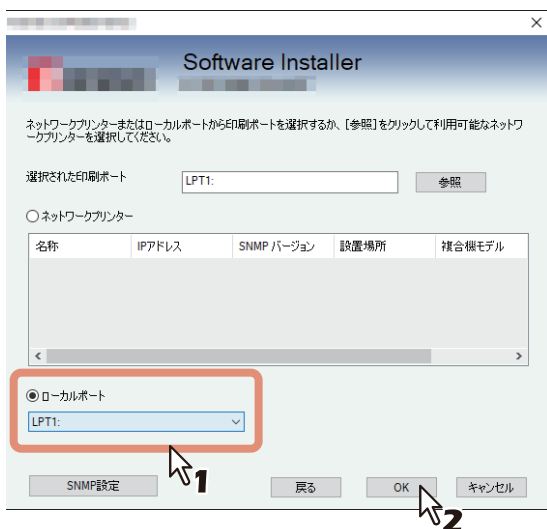 Software Installer
ネットワークプリンターまたはローカルポートから印刷ポートを選択するか、[参照]をクリックして利用可能なネットワ
ークプリンターを選択してください。
選択された印刷ポート
LPT1:
参照
ネットワークプリンター
名称 IPアドレス SNMP バージョン 設置場所 複合機モデル
ローカルポート
LPT1:
1
SNMP設定 戻る OK キャンセル
2